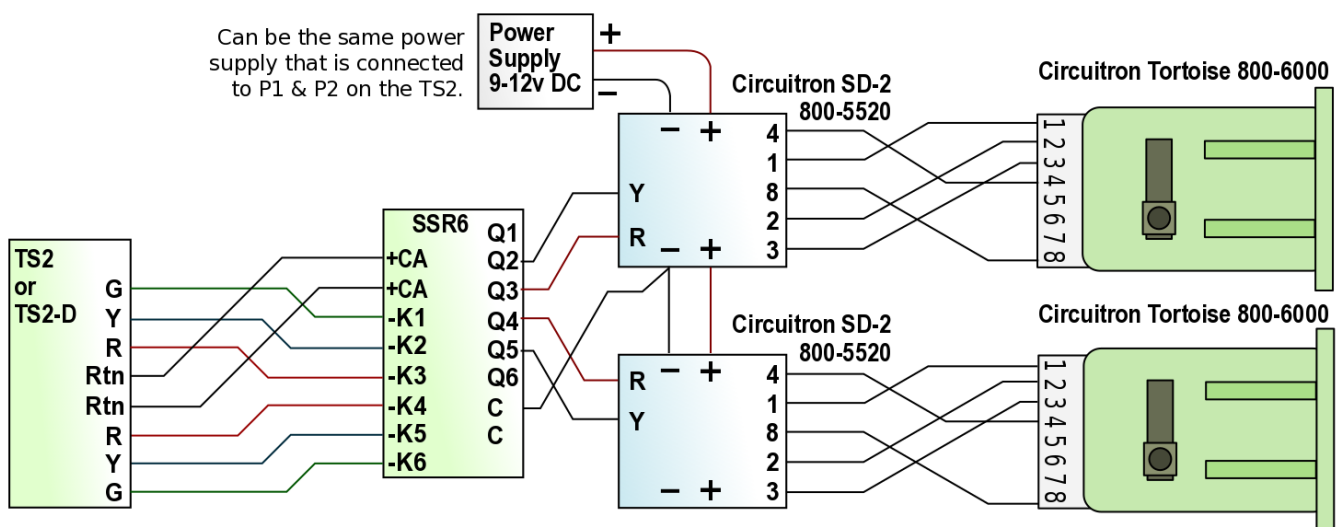 Can be the same power
supply that is connected
to P1 & P2 on the TS2.
Power
Supply
9-12v DC
+
−
Circuitron SD-2
800-5520
− +
Y
R
− +
4
1
8
2
3
Circuitron Tortoise 800-6000
1
2
3
4
5
6
7
8
TS2
or
TS2-D
G
Y
R
Rtn
Rtn
R
Y
G
SSR6
+CA
+CA
-K1
-K2
-K3
-K4
-K5
-K6
Q1
Q2
Q3
Q4
Q5
Q6
C
C
Circuitron SD-2
800-5520
− +
R
Y
− +
4
1
8
2
3
Circuitron Tortoise 800-6000
1
2
3
4
5
6
7
8